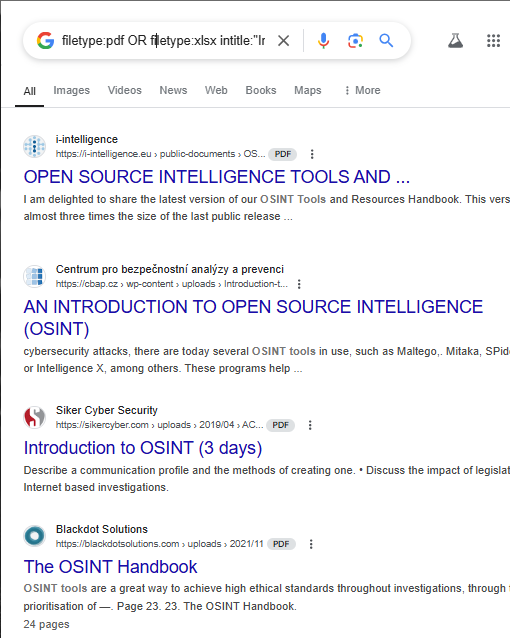 filetype:pdf OR filetype:xlsx intitle:"Ir
All Images Videos News Web Books Maps More
i-intelligence
https://i-intelligence.eu › public-documents › OS... PDF
OPEN SOURCE INTELLIGENCE TOOLS AND ...
I am delighted to share the latest version of our OSINT Tools and Resources Handbook. This vers
almost three times the size of the last public release ...
Centrum pro bezpečnostní analýzy a prevenci
https://cbap.cz › wp-content › uploads › Introduction-t...
AN INTRODUCTION TO OPEN SOURCE INTELLIGENCE
(OSINT)
cybersecurity attacks, there are today several OSINT tools in use, such as Maltego,. Mitaka, SPide
or Intelligence X, among others. These programs help ...
Siker Cyber Security
https://sikercyber.com › uploads › 2019/04 › AC... PDF
Introduction to OSINT (3 days)
Describe a communication profile and the methods of creating one. • Discuss the impact of legislat
Internet based investigations.
Blackdot Solutions
https://blackdotsolutions.com › uploads › 2021/11 PDF
The OSINT Handbook
OSINT tools are a great way to achieve high ethical standards throughout investigations, through
prioritisation of —. Page 23. 23. The OSINT Handbook.
24 pages